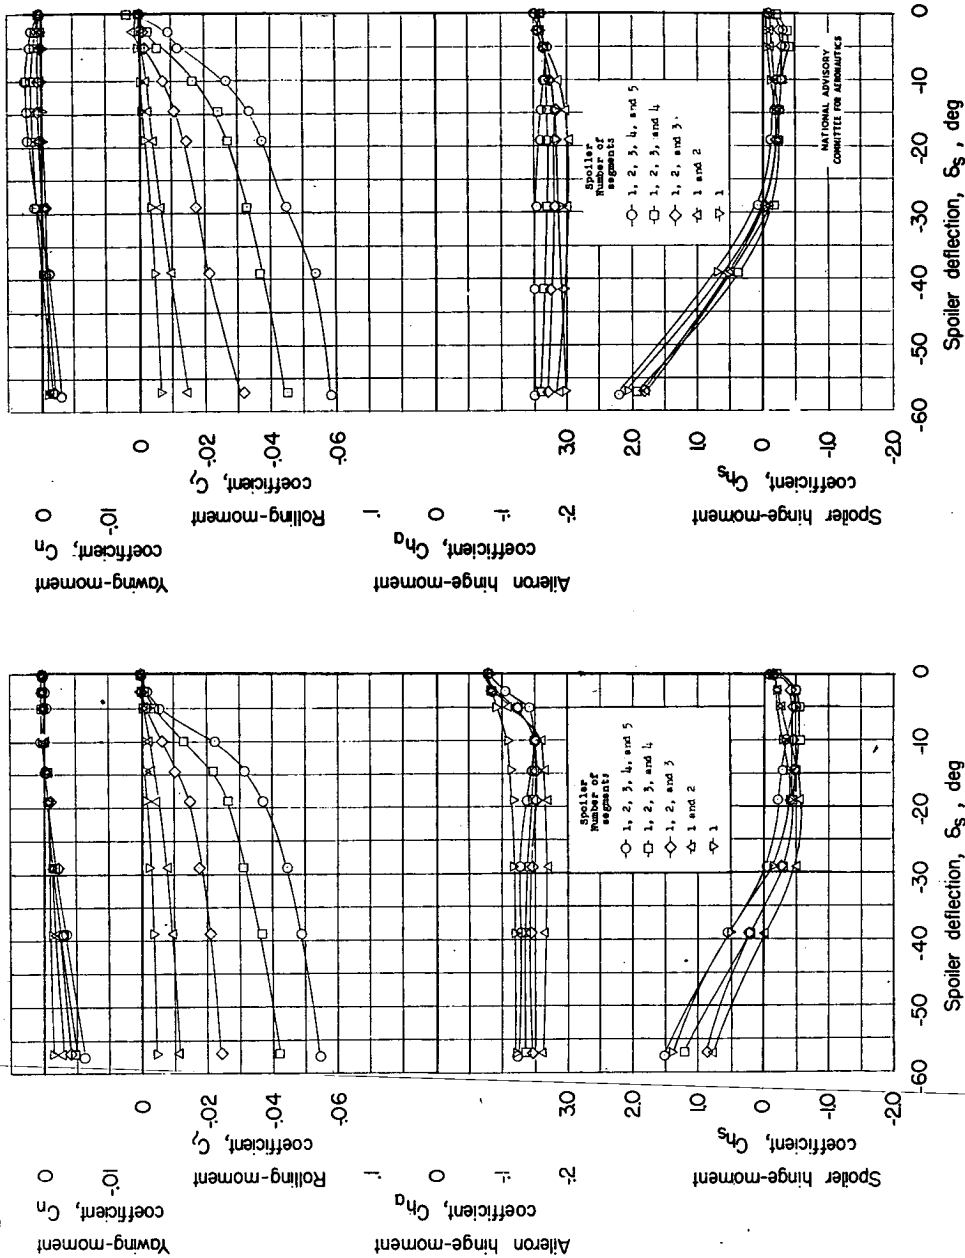 Yawing-moment
coefficient, Cn
0
-.01
Rolling-moment
coefficient, Cl
0
-.02
-.04
-.06
Aileron hinge-moment
coefficient, Cha
.1
0
-.1
-.2
Spoiler hinge-moment
coefficient, Chs
3.0
2.0
1.0
0
-1.0
-2.0
Spoiler
Number of
segments
1, 2, 3, 4, and 5
1, 2, 3, and 4
1, 2, and 3
1 and 2
1
-60 -50 -40 -30 -20 -10 0
Spoiler deflection, δs, deg
Yawing-moment
coefficient, Cn
0
-.01
Rolling-moment
coefficient, Cl
0
-.02
-.04
-.06
Aileron hinge-moment
coefficient, Cha
.1
0
-.1
-.2
Spoiler hinge-moment
coefficient, Chs
3.0
2.0
1.0
0
-1.0
-2.0
Spoiler
Number of
segments
1, 2, 3, 4, and 5
1, 2, 3, and 4
1, 2, and 3
1 and 2
1
NATIONAL ADVISORY
COMMITTEE FOR AERONAUTICS
-60 -50 -40 -30 -20 -10 0
Spoiler deflection, δs, deg